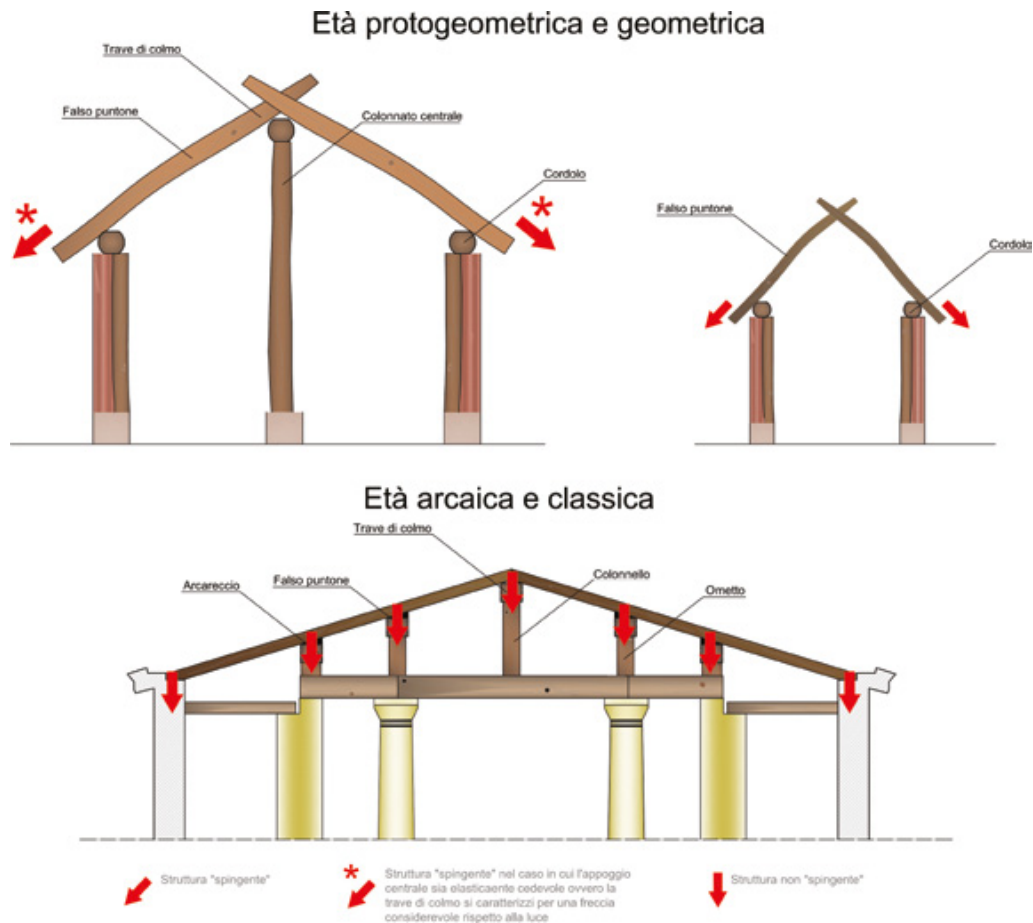 Età protogeometrica e geometrica
Trave di colmo
Falso puntone
Colonnato centrale
Cordolo
*
*
Falso puntone
Cordolo
Età arcaica e classica
Trave di colmo
Arcareccio
Falso puntone
Colonnello
Ometto
Struttura "spingente"
*
Struttura "spingente" nel caso in cui l'appoggio
centrale sia elasticaente cedevole ovvero la
trave di colmo si caratterizzi per una freccia
considerevole rispetto alla luce
Struttura non "spingente"